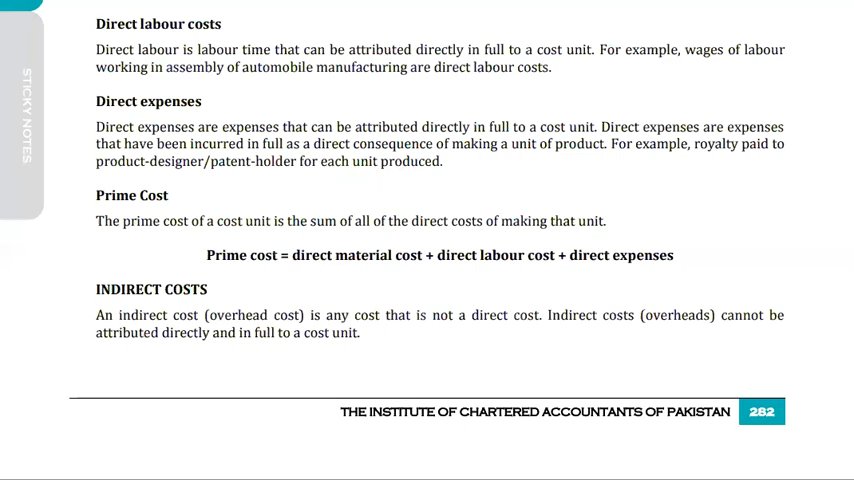 Direct labour costs
Direct labour is labour time that can be attributed directly in full to a cost unit. For example, wages of labour
working in assembly of automobile manufacturing are direct labour costs.
Direct expenses
Direct expenses are expenses that can be attributed directly in full to a cost unit. Direct expenses are expenses
that have been incurred in full as a direct consequence of making a unit of product. For example, royalty paid to
product-designer/patent-holder for each unit produced.
Prime Cost
The prime cost of a cost unit is the sum of all of the direct costs of making that unit.
Prime cost = direct material cost + direct labour cost + direct expenses
INDIRECT COSTS
An indirect cost (overhead cost) is any cost that is not a direct cost. Indirect costs (overheads) cannot be
attributed directly and in full to a cost unit.
THE INSTITUTE OF CHARTERED ACCOUNTANTS OF PAKISTAN 282
STICKY NOTES